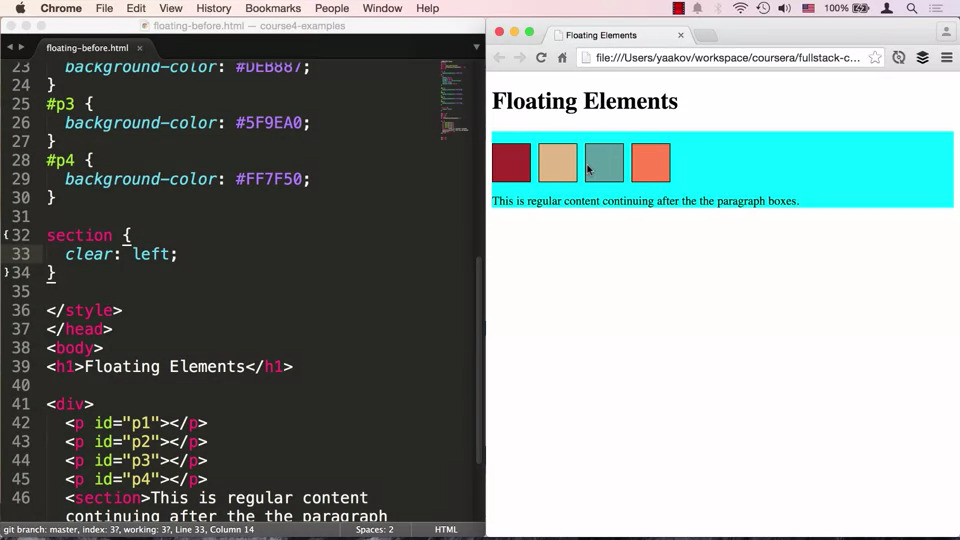 Chrome File Edit View History Bookmarks People Window Help
100%
floating-before.html — course4-examples
floating-before.html ×
23 background-color: #DEB887;
24 }
25 #p3 {
26 background-color: #5F9EA0;
27 }
28 #p4 {
29 background-color: #FF7F50;
30 }
31
32 section {
33 clear: left;
34 }
35
36 </style>
37 </head>
38 <body>
39 <h1>Floating Elements</h1>
40
41 <div>
42 <p id="p1"></p>
43 <p id="p2"></p>
44 <p id="p3"></p>
45 <p id="p4"></p>
46 <section>This is regular content
continuing after the the paragraph
git branch: master, index: 3?, working: 3?, Line 33, Column 14 Spaces: 2 HTML
Floating Elements ×
file:///Users/yaakov/workspace/coursera/fullstack-c...
Floating Elements
This is regular content continuing after the the paragraph boxes.